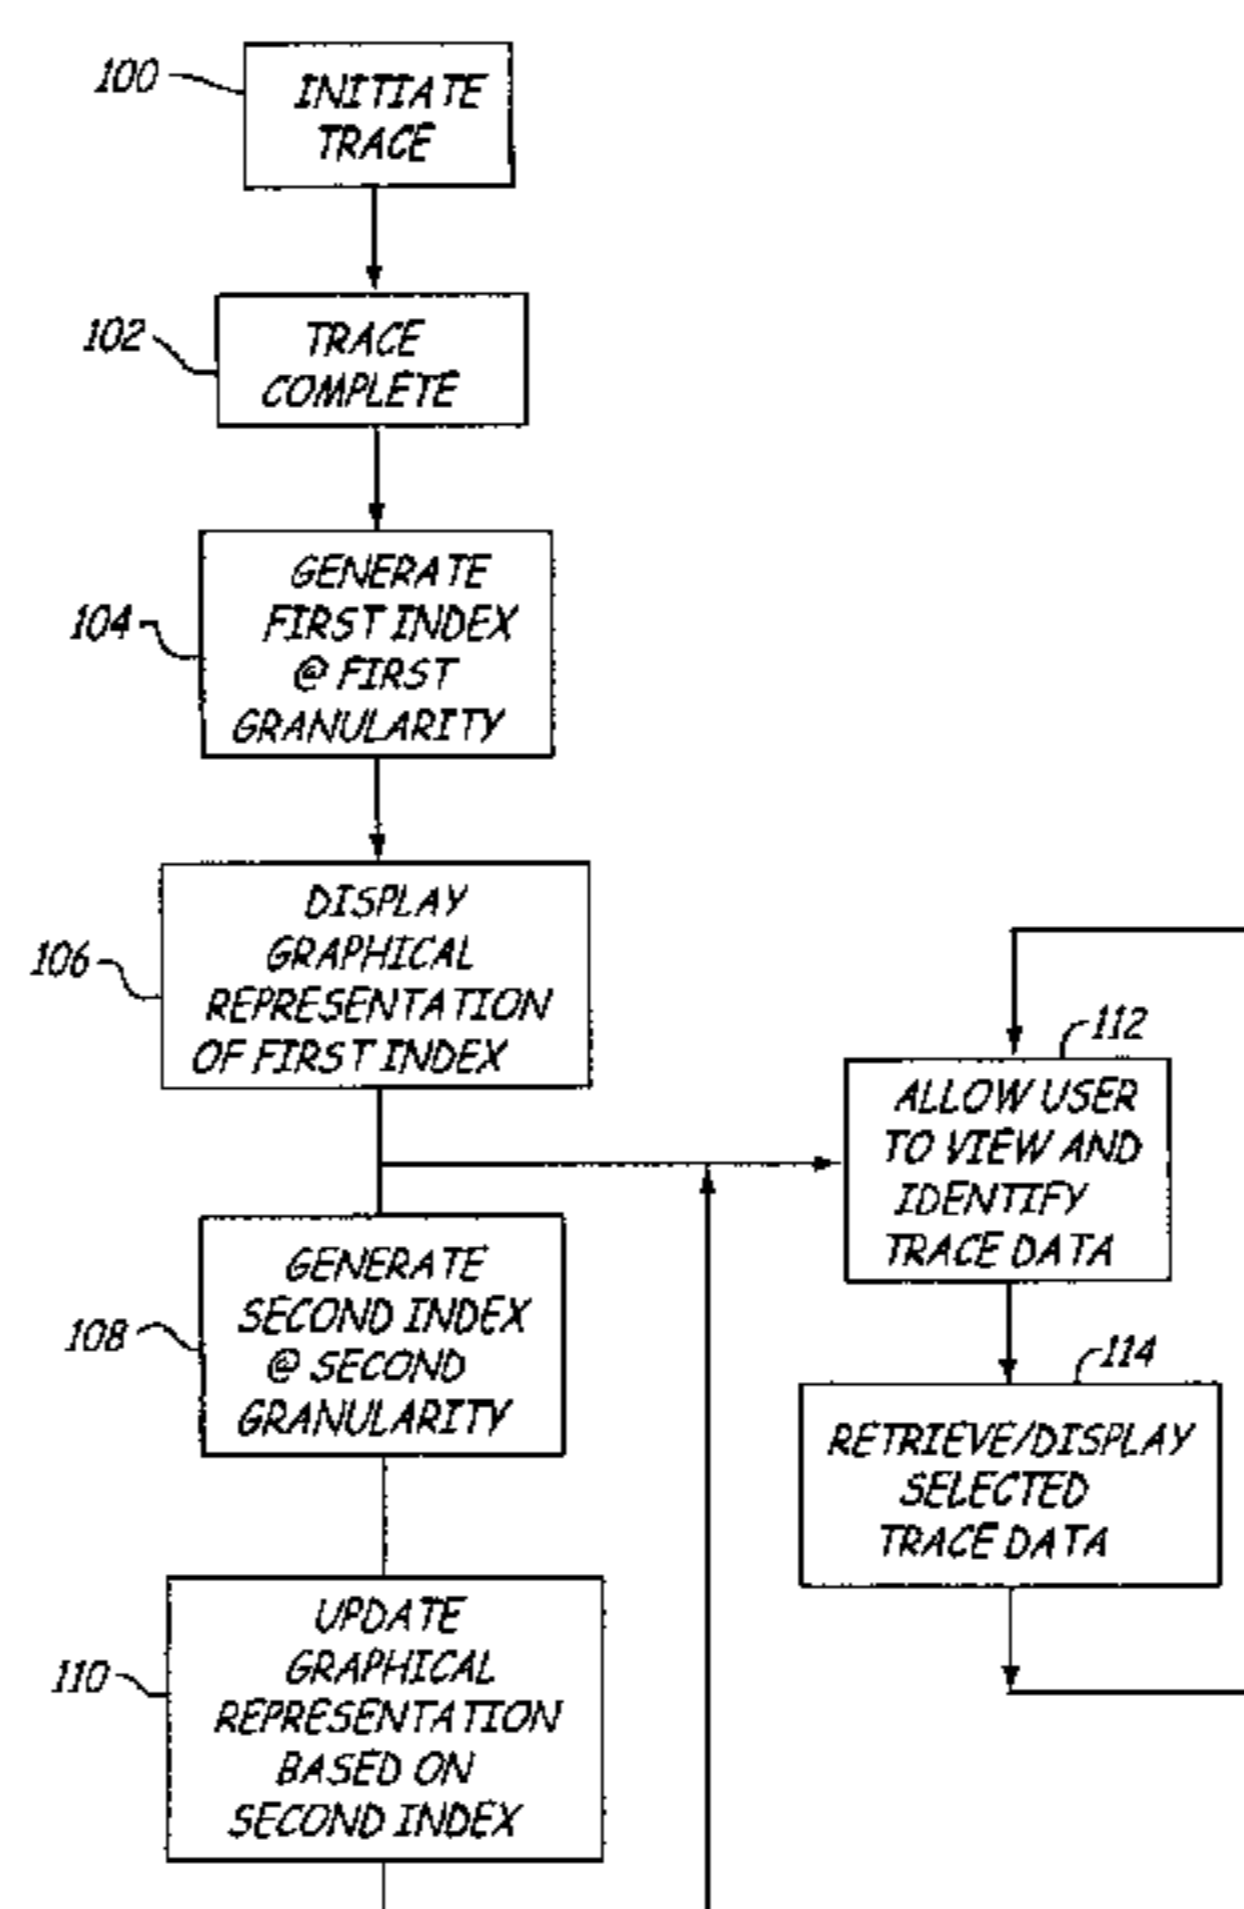 100
INITIATE
TRACE
102
TRACE
COMPLETE
104
GENERATE
FIRST INDEX
@ FIRST
GRANULARITY
106
DISPLAY
GRAPHICAL
REPRESENTATION
OF FIRST INDEX
108
GENERATE
SECOND INDEX
@ SECOND
GRANULARITY
110
UPDATE
GRAPHICAL
REPRESENTATION
BASED ON
SECOND INDEX
112
ALLOW USER
TO VIEW AND
IDENTIFY
TRACE DATA
114
RETRIEVE/DISPLAY
SELECTED
TRACE DATA